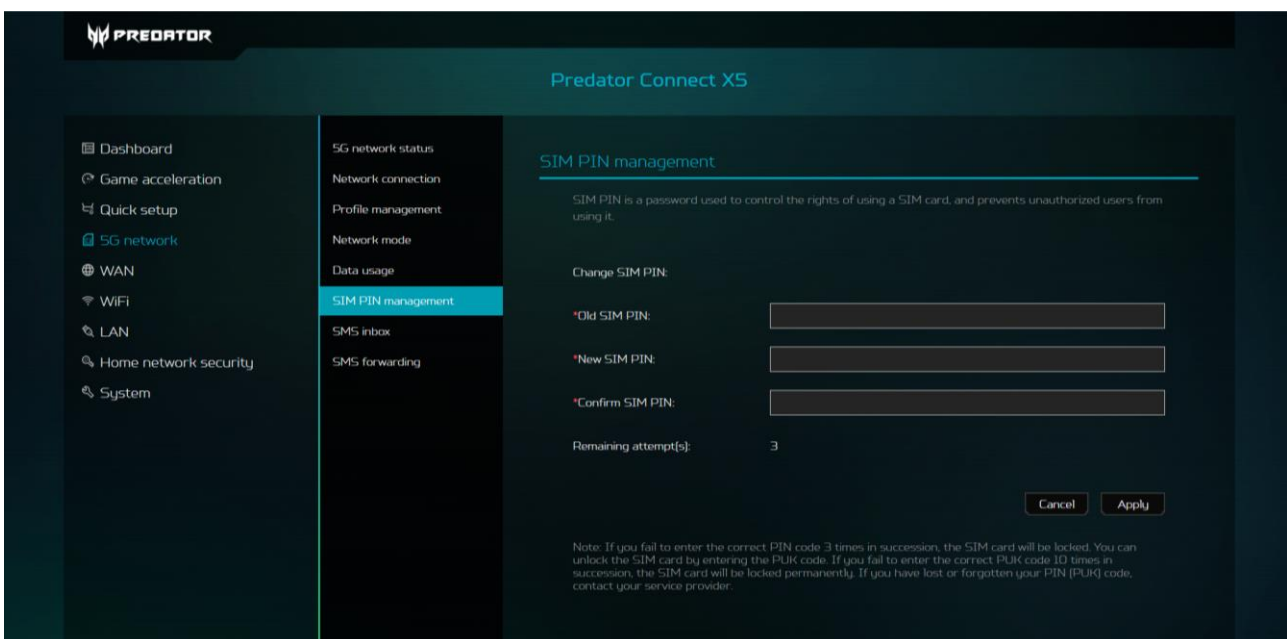 PREDATOR
Predator Connect X5
Dashboard
Game acceleration
Quick setup
5G network
WAN
WiFi
LAN
Home network security
System
5G network status
Network connection
Profile management
Network mode
Data usage
SIM PIN management
SMS inbox
SMS forwarding
SIM PIN management
SIM PIN is a password used to control the rights of using a SIM card, and prevents unauthorized users from
using it.
Change SIM PIN:
*Old SIM PIN:
*New SIM PIN:
*Confirm SIM PIN:
Remaining attempt(s): 3
Cancel Apply
Note: If you fail to enter the correct PIN code 3 times in succession, the SIM card will be locked. You can
unlock the SIM card by entering the PUK code. If you fail to enter the correct PUK code 10 times in
succession, the SIM card will be locked permanently. If you have lost or forgotten your PIN (PUK) code,
contact your service provider.